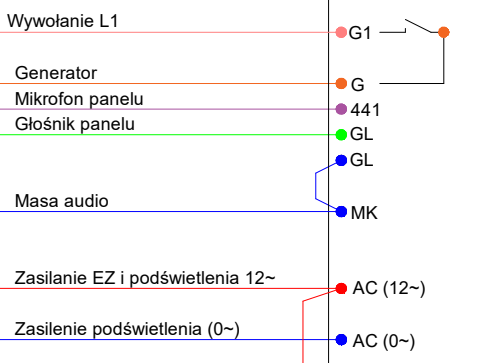 Wywołanie L1
G1
Generator
G
Mikrofon panelu
441
Głośnik panelu
GL
GL
Masa audio
MK
Zasilanie EZ i podświetlenia 12~
AC (12~)
Zasilenie podświetlenia (0~)
AC (0~)